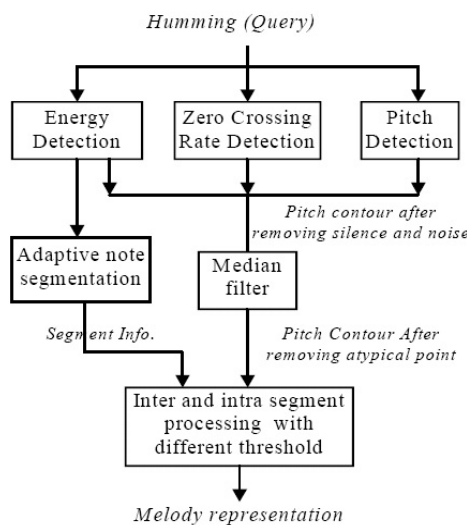 Humming (Query)
Energy
Detection
Zero Crossing
Rate Detection
Pitch
Detection
Pitch contour after
removing silence and noise
Adaptive note
segmentation
Median
filter
Segment Info.
Pitch Contour After
removing atypical point
Inter and intra segment
processing with
different threshold
Melody representation